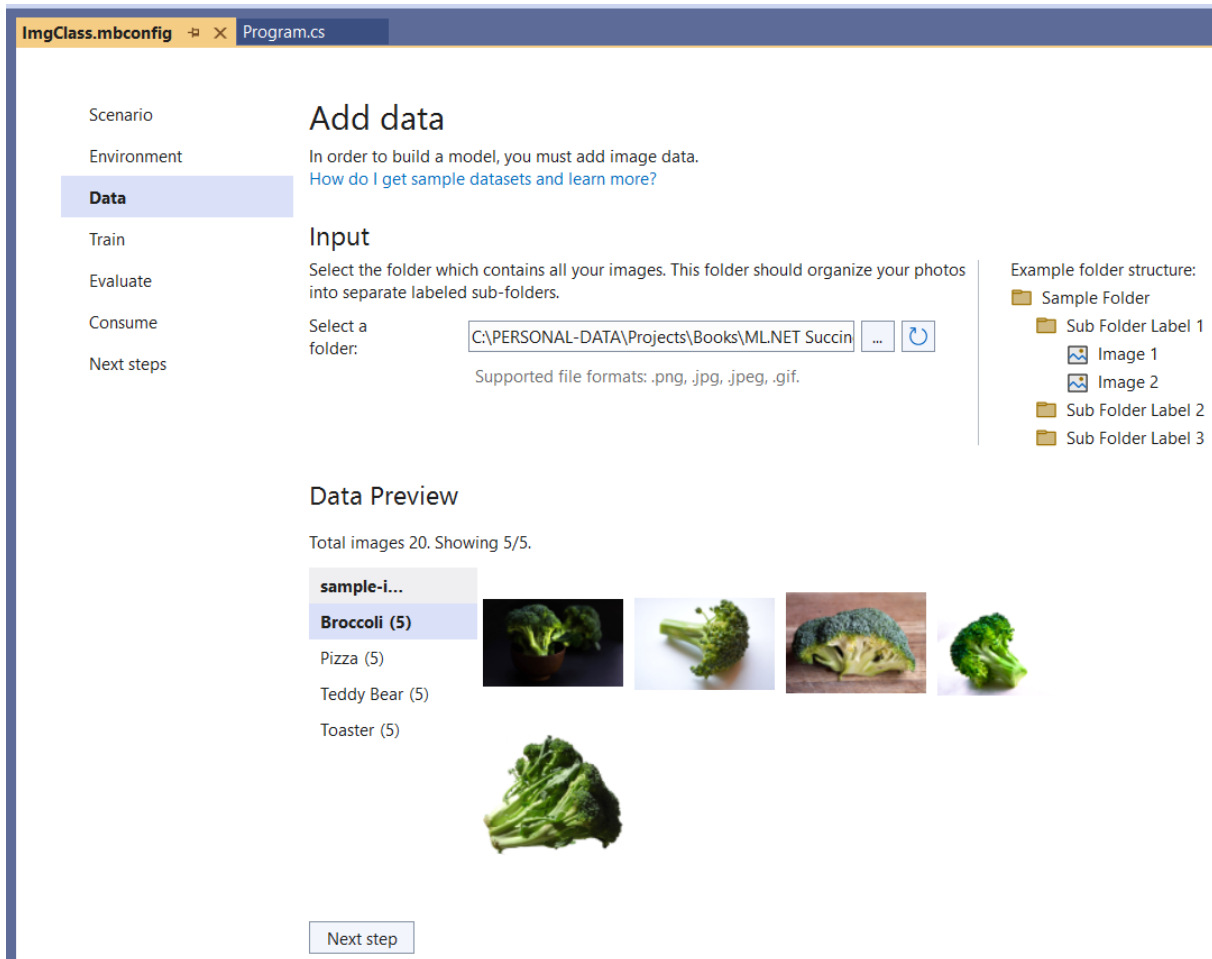 ImgClass.mbconfig
Program.cs
Scenario
Environment
Data
Train
Evaluate
Consume
Next steps
Add data
In order to build a model, you must add image data.
How do I get sample datasets and learn more?
Input
Select the folder which contains all your images. This folder should organize your photos
into separate labeled sub-folders.
Select a
folder:
C:\PERSONAL-DATA\Projects\Books\ML.NET Succin
...
Supported file formats: .png, .jpg, .jpeg, .gif.
Example folder structure:
Sample Folder
Sub Folder Label 1
Image 1
Image 2
Sub Folder Label 2
Sub Folder Label 3
Data Preview
Total images 20. Showing 5/5.
sample-i...
Broccoli (5)
Pizza (5)
Teddy Bear (5)
Toaster (5)
Next step